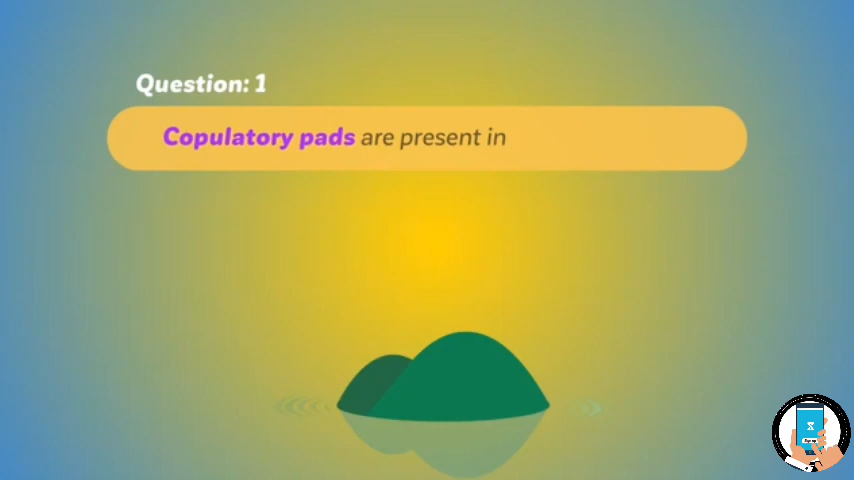 Question: 1
Copulatory pads are present in